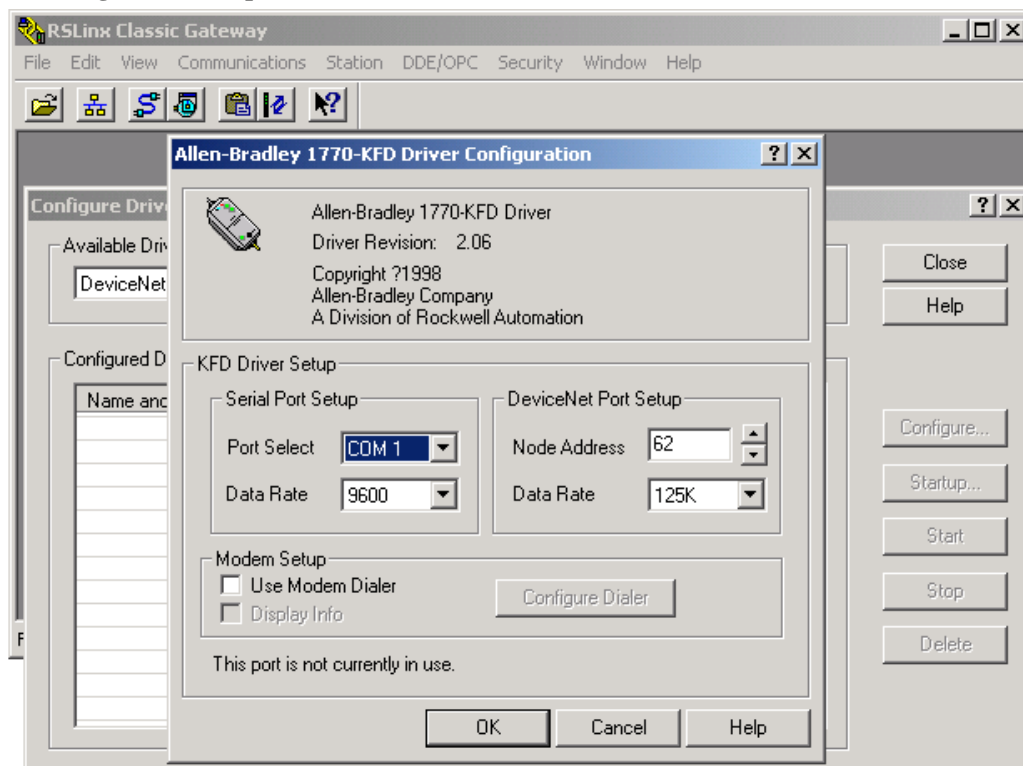 RSLinx Classic Gateway
File Edit View Communications Station DDE/OPC Security Window Help
Allen-Bradley 1770-KFD Driver Configuration
Allen-Bradley 1770-KFD Driver
Driver Revision: 2.06
Copyright ?1998
Allen-Bradley Company
A Division of Rockwell Automation
KFD Driver Setup
Serial Port Setup
Port Select COM 1
Data Rate 9600
DeviceNet Port Setup
Node Address 62
Data Rate 125K
Modem Setup
Use Modem Dialer
Display Info
Configure Dialer
This port is not currently in use.
OK Cancel Help
Configure Driv
Available Driv
DeviceNet
Configured D
Name and
Close
Help
Configure...
Startup...
Start
Stop
Delete